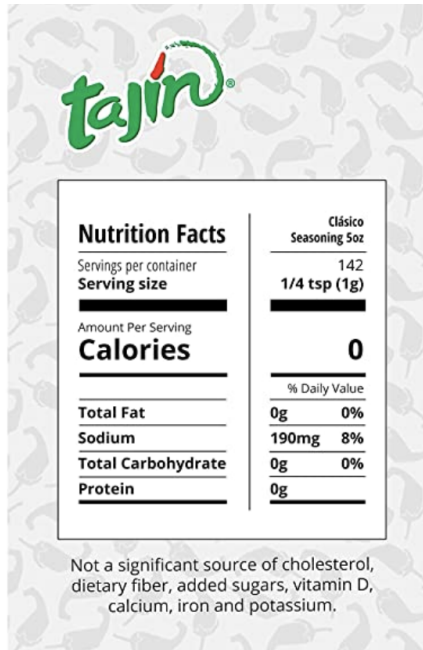 tajín®
Nutrition Facts
Clásico
Seasoning 5oz
Servings per container 142
Serving size 1/4 tsp (1g)
Amount Per Serving
Calories 0
% Daily Value
Total Fat 0g 0%
Sodium 190mg 8%
Total Carbohydrate 0g 0%
Protein 0g
Not a significant source of cholesterol,
dietary fiber, added sugars, vitamin D,
calcium, iron and potassium.